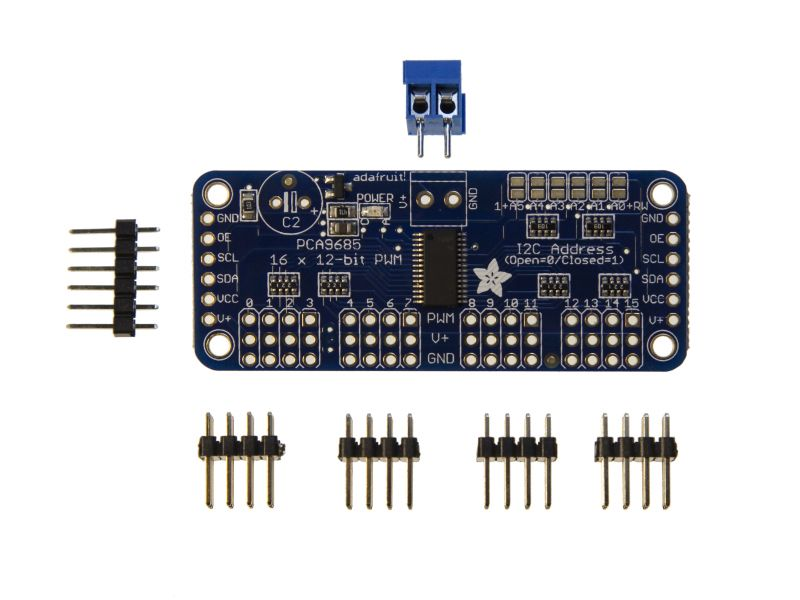 adafruit!
POWER
V+
GND
C2
+
1+A5+A4+A3+A2+A1+A0+RW
GND
OE
SCL
SDA
VCC
V+
PCA9685
16 x 12-bit PWM
I2C Address
(Open=0/Closed=1)
GND
OE
SCL
SDA
VCC
V+
0 1 2 3 4 5 6 7 8 9 10 11 12 13 14 15
PWM
V+
GND